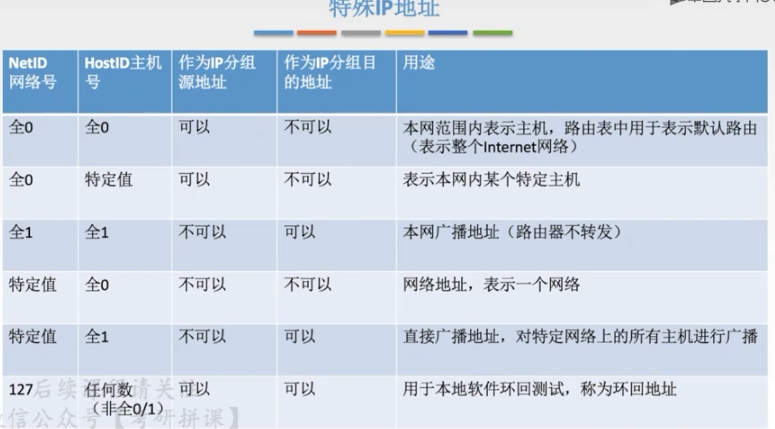 特殊IP地址
NetID
网络号
HostID主机
号
作为IP分组
源地址
作为IP分组目
的地址
用途
全0
全0
可以
不可以
本网范围内表示主机，路由表中用于表示默认路由
（表示整个Internet网络）
全0
特定值
可以
不可以
表示本网内某个特定主机
全1
全1
不可以
可以
本网广播地址（路由器不转发）
特定值
全0
不可以
不可以
网络地址，表示一个网络
特定值
全1
不可以
可以
直接广播地址，对特定网络上的所有主机进行广播
127
任何数
（非全0/1）
可以
可以
用于本地软件环回测试，称为环回地址
后续课程请关注
微信公众号【考研拼课】